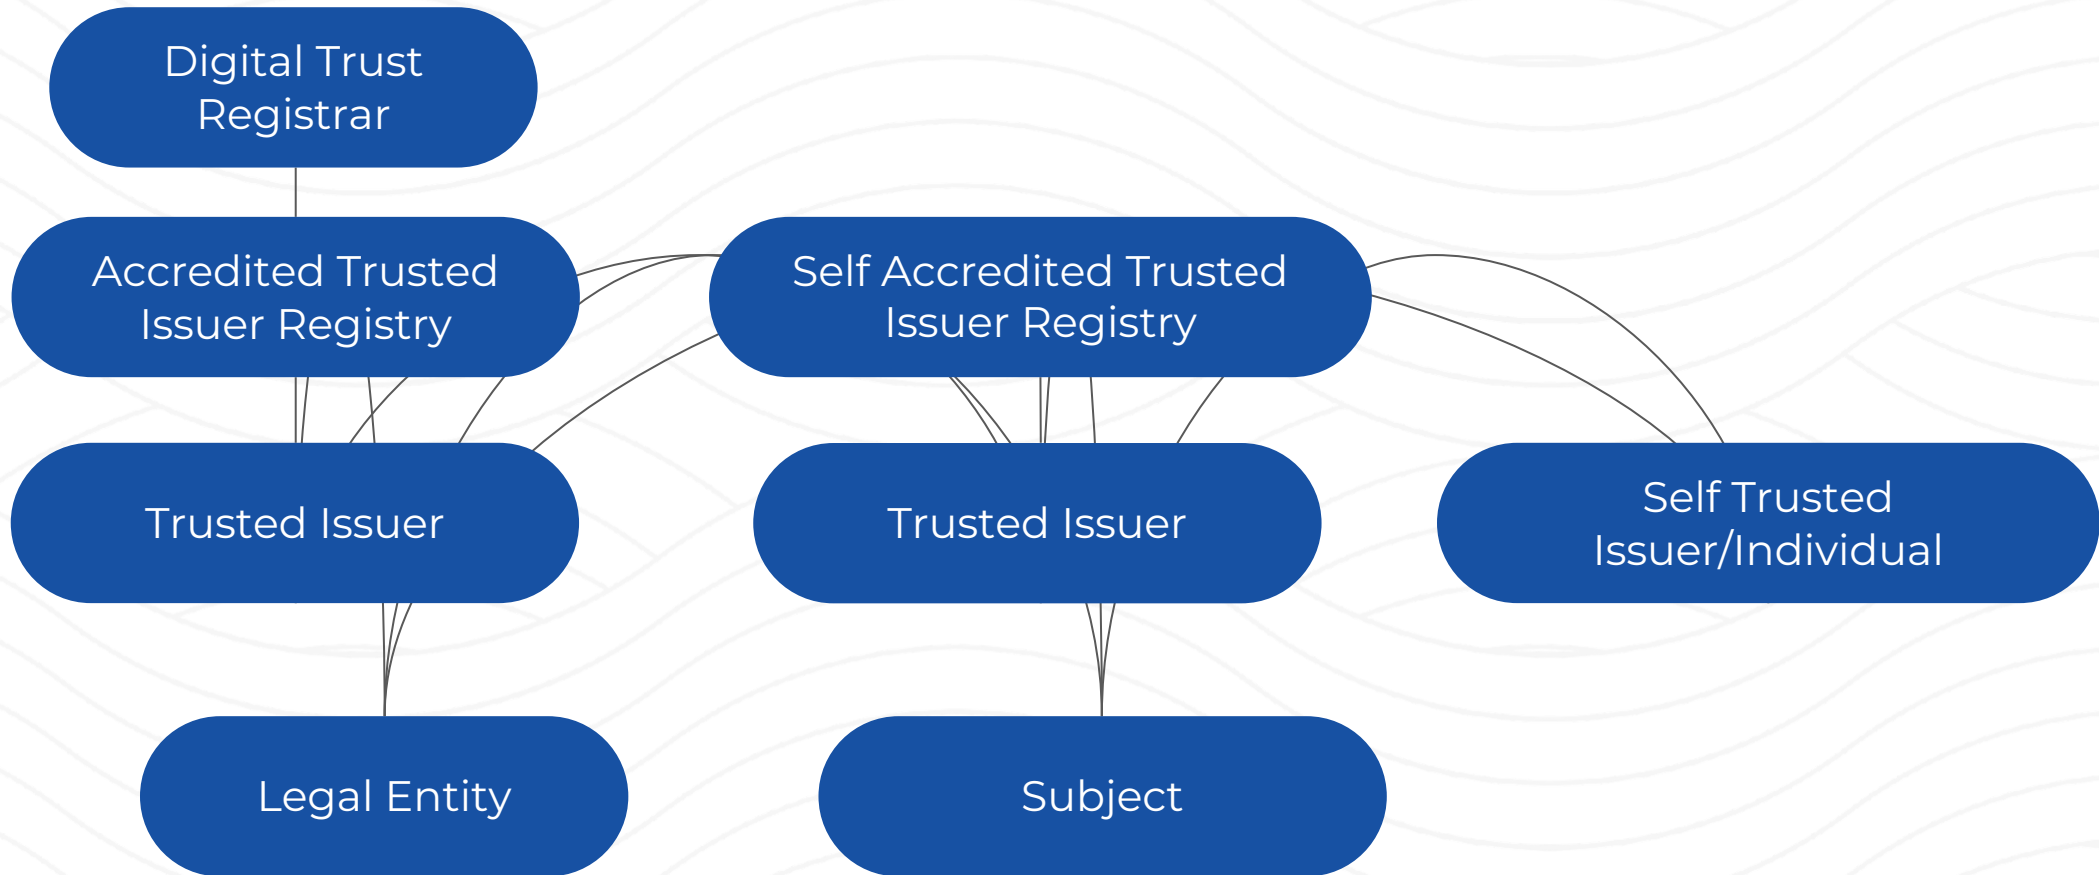 Digital Trust
Registrar
Accredited Trusted
Issuer Registry
Self Accredited Trusted
Issuer Registry
Trusted Issuer
Trusted Issuer
Self Trusted
Issuer/Individual
Legal Entity
Subject